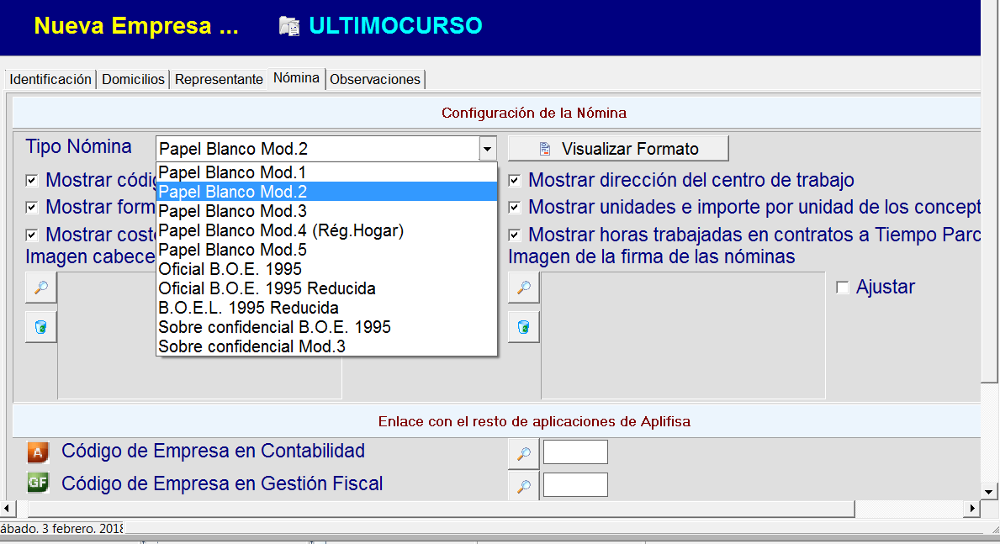 Nueva Empresa ... ULTIMOCURSO
Identificación Domicilios Representante Nómina Observaciones
Configuración de la Nómina
Tipo Nómina Papel Blanco Mod.2 Visualizar Formato
Papel Blanco Mod.1
Papel Blanco Mod.2
Papel Blanco Mod.3
Papel Blanco Mod.4 (Rég.Hogar)
Papel Blanco Mod.5
Oficial B.O.E. 1995
Oficial B.O.E. 1995 Reducida
B.O.E.L. 1995 Reducida
Sobre confidencial B.O.E. 1995
Sobre confidencial Mod.3
Mostrar códig
Mostrar form
Mostrar coste
Imagen cabece
Mostrar dirección del centro de trabajo
Mostrar unidades e importe por unidad de los concept
Mostrar horas trabajadas en contratos a Tiempo Parc
Imagen de la firma de las nóminas
Ajustar
Enlace con el resto de aplicaciones de Aplifisa
A Código de Empresa en Contabilidad
GF Código de Empresa en Gestión Fiscal
ábado. 3 febrero. 2018